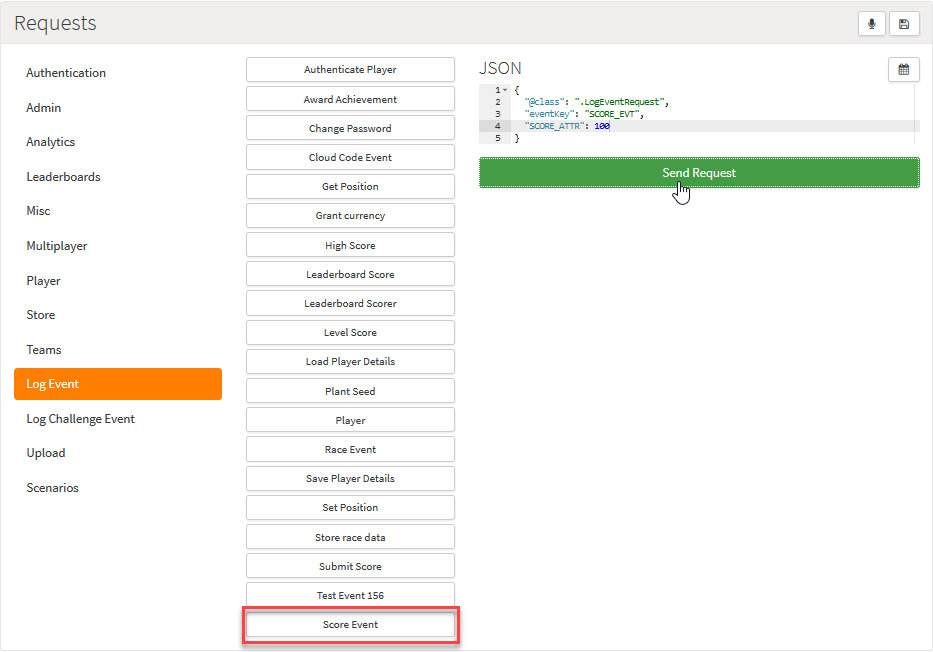 Requests
Authentication
Admin
Analytics
Leaderboards
Misc
Multiplayer
Player
Store
Teams
Log Event
Log Challenge Event
Upload
Scenarios
Authenticate Player
Award Achievement
Change Password
Cloud Code Event
Get Position
Grant currency
High Score
Leaderboard Score
Leaderboard Scorer
Level Score
Load Player Details
Plant Seed
Player
Race Event
Save Player Details
Set Position
Store race data
Submit Score
Test Event 156
Score Event
JSON
1 {
2 "@class": ".LogEventRequest",
3 "eventKey": "SCORE_EVT",
4 "SCORE_ATTR": 100
5 }
Send Request